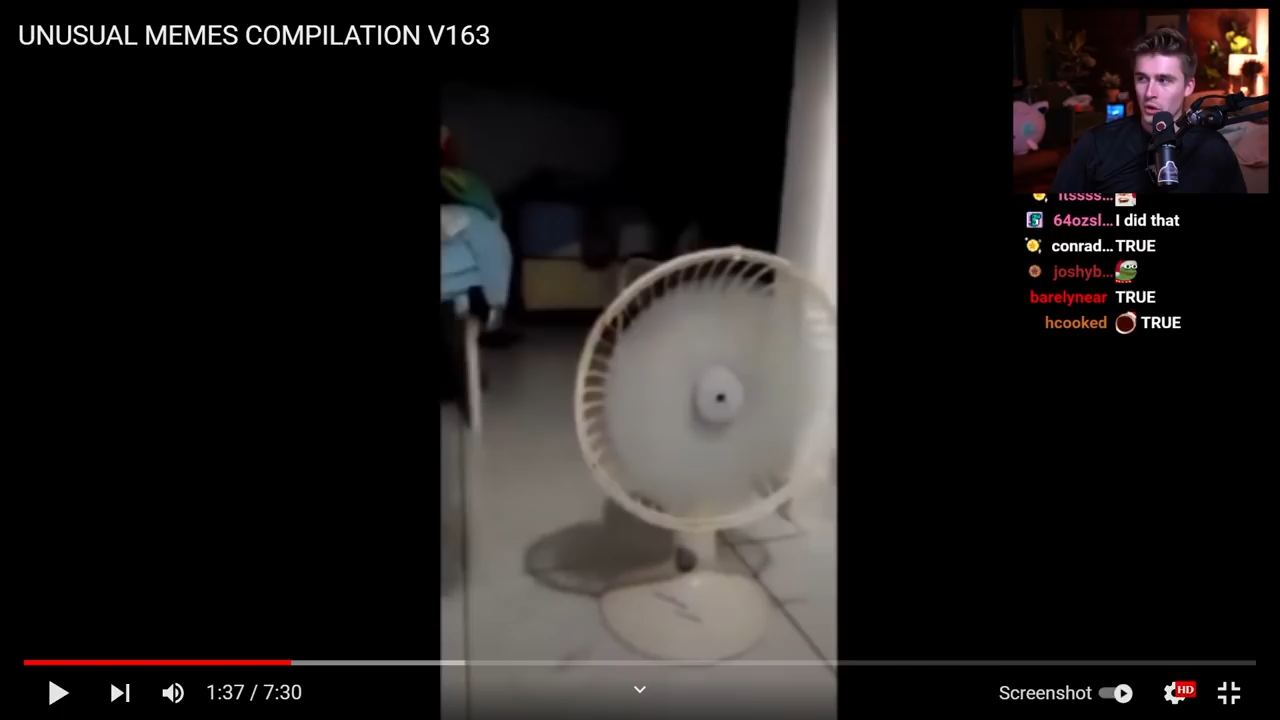 UNUSUAL MEMES COMPILATION V163
64ozsl... I did that
conrad... TRUE
joshyb...
barelynear TRUE
hcooked TRUE
1:37 / 7:30
Screenshot
HD